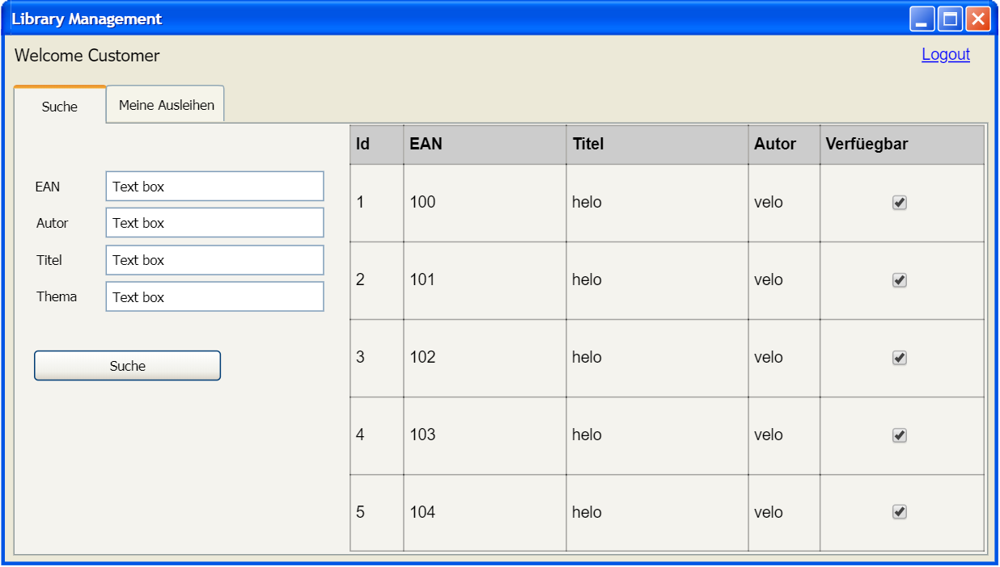 Library Management
Welcome Customer
Logout
Suche
Meine Ausleihen
EAN Text box
Autor Text box
Titel Text box
Thema Text box
Suche
Id EAN Titel Autor Verfüegbar
1 100 helo velo
2 101 helo velo
3 102 helo velo
4 103 helo velo
5 104 helo velo